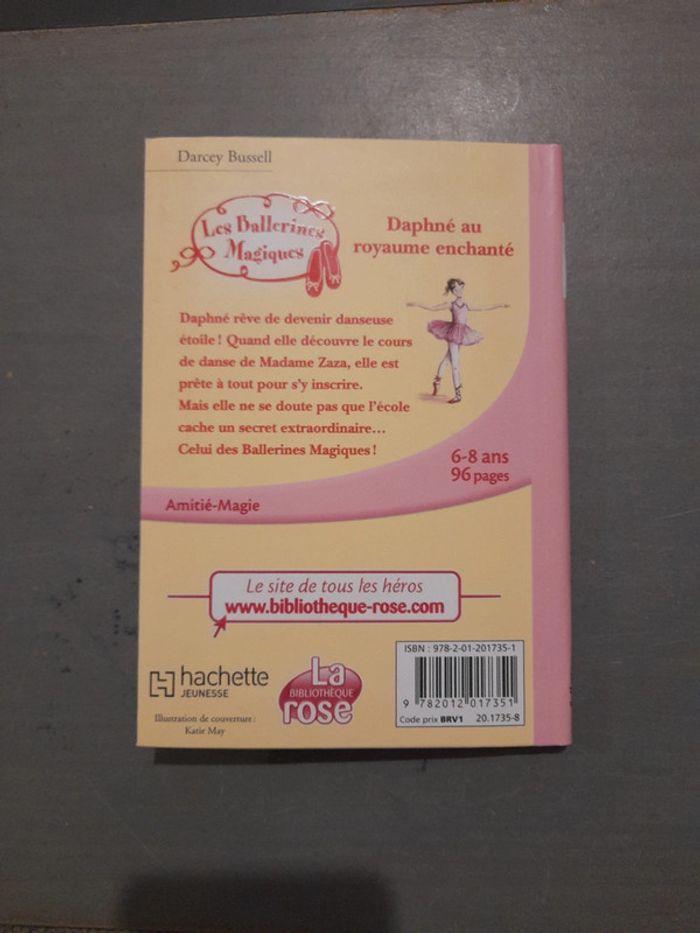 Darcey Bussell
Les Ballerines
Magiques
Daphné au
royaume enchanté
Daphné rêve de devenir danseuse
étoile ! Quand elle découvre le cours
de danse de Madame Zaza, elle est
prête à tout pour s'y inscrire.
Mais elle ne se doute pas que l'école
cache un secret extraordinaire...
Celui des Ballerines Magiques !
6-8 ans
96 pages
Amitié-Magie
Le site de tous les héros
www.bibliotheque-rose.com
hachette
JEUNESSE
La
BIBLIOTHÈQUE
rose
Illustration de couverture :
Katie May
ISBN : 978-2-01-201735-1
9 782012 017351
Code prix BRV1 20.1735-8